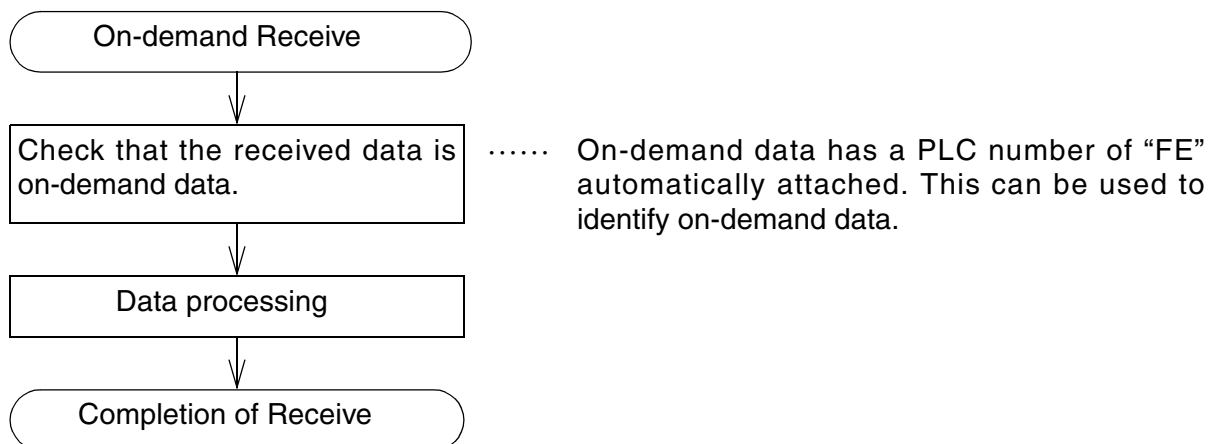 On-demand Receive
Check that the received data is
on-demand data.
…… On-demand data has a PLC number of “FE”
automatically attached. This can be used to
identify on-demand data.
Data processing
Completion of Receive